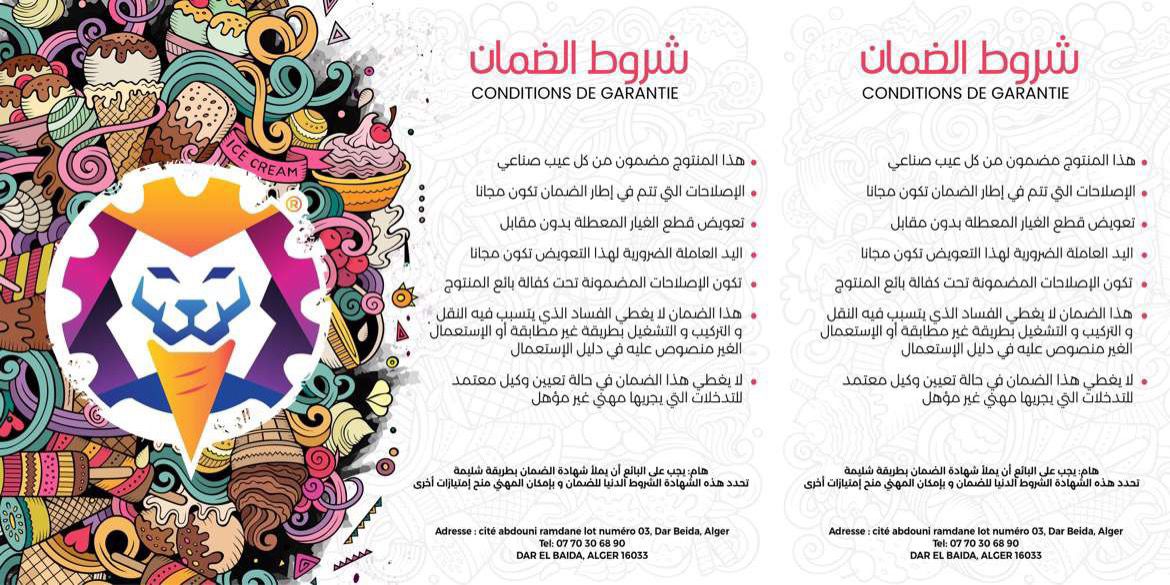 ICE CREAM
®
شروط الضمان
CONDITIONS DE GARANTIE
• هذا المنتوج مضمون من كل عيب صناعي
• الإصلاحات التي تتم في إطار الضمان تكون مجانا
• تعويض قطع الغيار المعطلة بدون مقابل
• اليد العاملة الضرورية لهذا التعويض تكون مجانا
• تكون الإصلاحات المضمونة تحت كفالة بائع المنتوج
• هذا الضمان لا يغطي الفساد الذي يتسبب فيه النقل
و التركيب و التشغيل بطريقة غير مطابقة أو الإستعمال
الغير منصوص عليه في دليل الإستعمال
• لا يغطي هذا الضمان في حالة تعيين وكيل معتمد
للتدخلات التي يجريها مهني غير مؤهل
هام: يجب على البائع أن يملأ شهادة الضمان بطريقة شليمة
تحدد هذه الشهادة الشروط الدنيا للضمان و بإمكان المهني منح إمتيازات أخرى
Adresse : cité abdouni ramdane lot numéro 03, Dar Beida, Alger
Tel: 07 70 30 68 90
DAR EL BAIDA, ALGER 16033
شروط الضمان
CONDITIONS DE GARANTIE
• هذا المنتوج مضمون من كل عيب صناعي
• الإصلاحات التي تتم في إطار الضمان تكون مجانا
• تعويض قطع الغيار المعطلة بدون مقابل
• اليد العاملة الضرورية لهذا التعويض تكون مجانا
• تكون الإصلاحات المضمونة تحت كفالة بائع المنتوج
• هذا الضمان لا يغطي الفساد الذي يتسبب فيه النقل
و التركيب و التشغيل بطريقة غير مطابقة أو الإستعمال
الغير منصوص عليه في دليل الإستعمال
• لا يغطي هذا الضمان في حالة تعيين وكيل معتمد
للتدخلات التي يجريها مهني غير مؤهل
هام: يجب على البائع أن يملأ شهادة الضمان بطريقة شليمة
تحدد هذه الشهادة الشروط الدنيا للضمان و بإمكان المهني منح إمتيازات أخرى
Adresse : cité abdouni ramdane lot numéro 03, Dar Beida, Alger
Tel: 07 70 30 68 90
DAR EL BAIDA, ALGER 16033